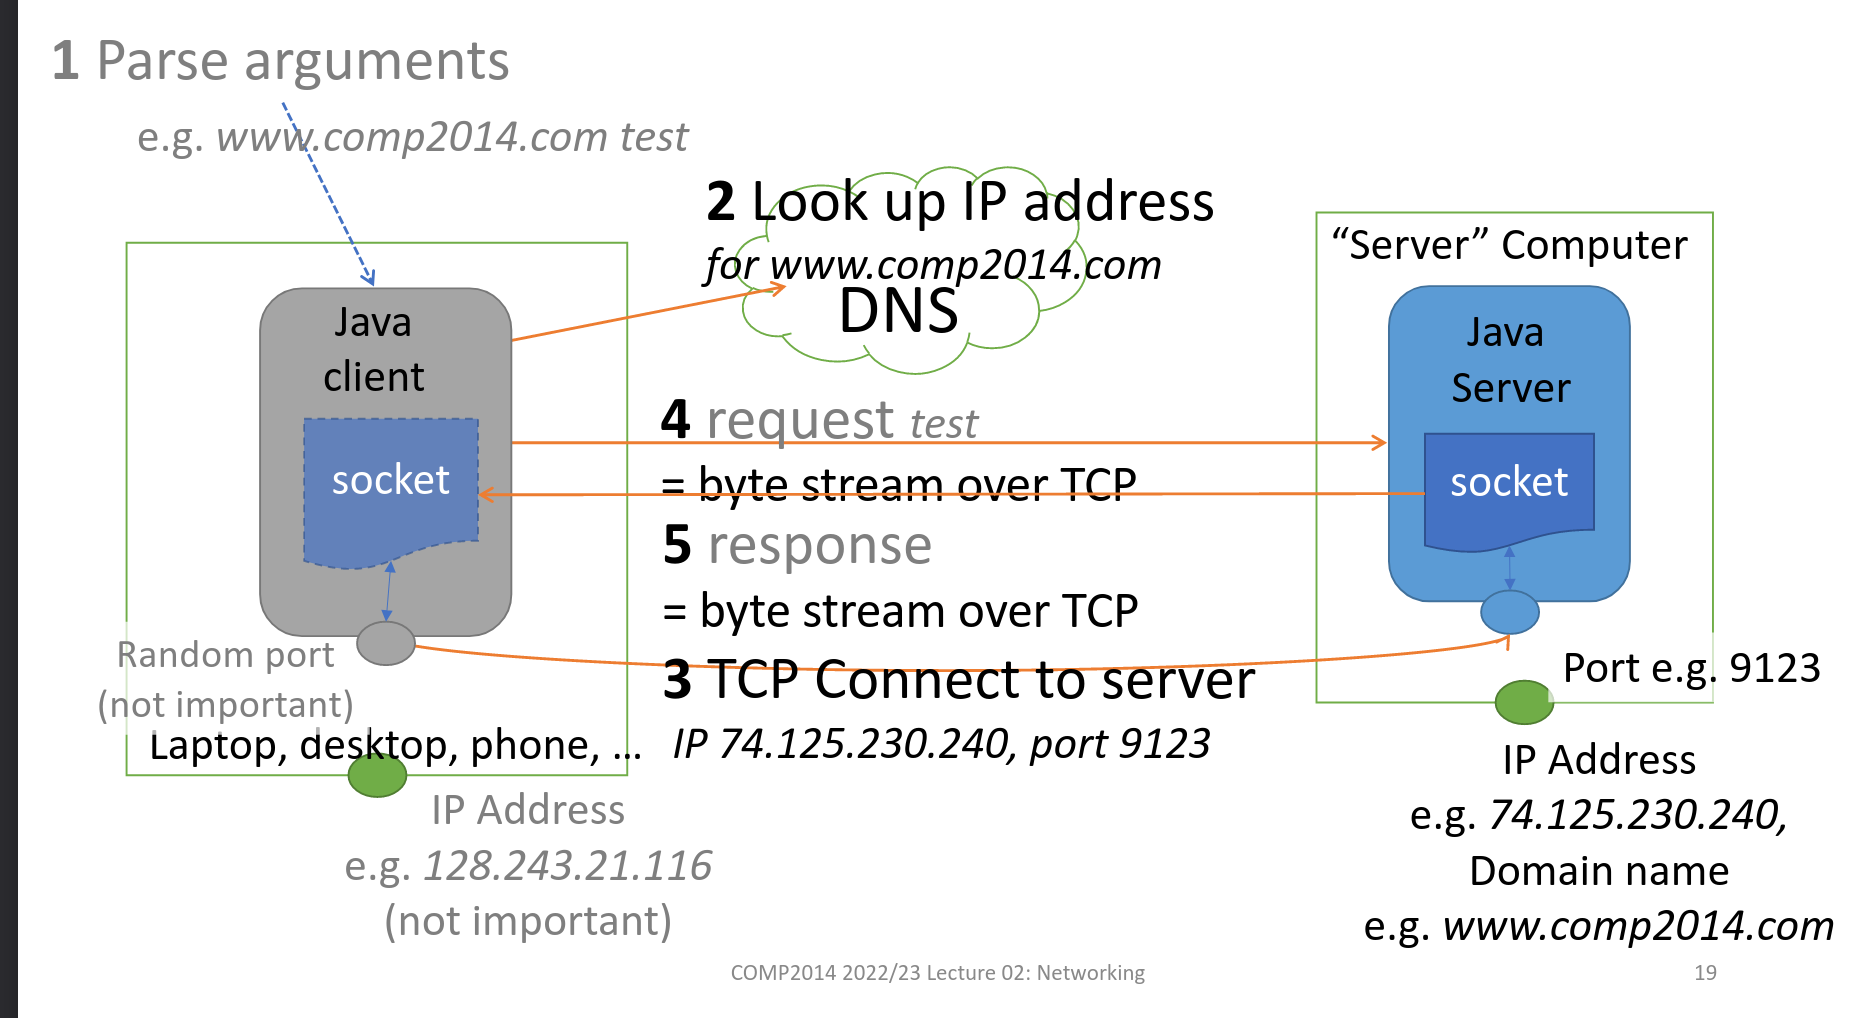 1 Parse arguments
e.g. www.comp2014.com test
2 Look up IP address
for www.comp2014.com
DNS
“Server” Computer
Java
client
socket
Java
Server
socket
4 request test
= byte stream over TCP
5 response
= byte stream over TCP
3 TCP Connect to server
IP 74.125.230.240, port 9123
Random port
(not important)
Laptop, desktop, phone, ...
IP Address
e.g. 128.243.21.116
(not important)
Port e.g. 9123
IP Address
e.g. 74.125.230.240,
Domain name
e.g. www.comp2014.com
COMP2014 2022/23 Lecture 02: Networking
19